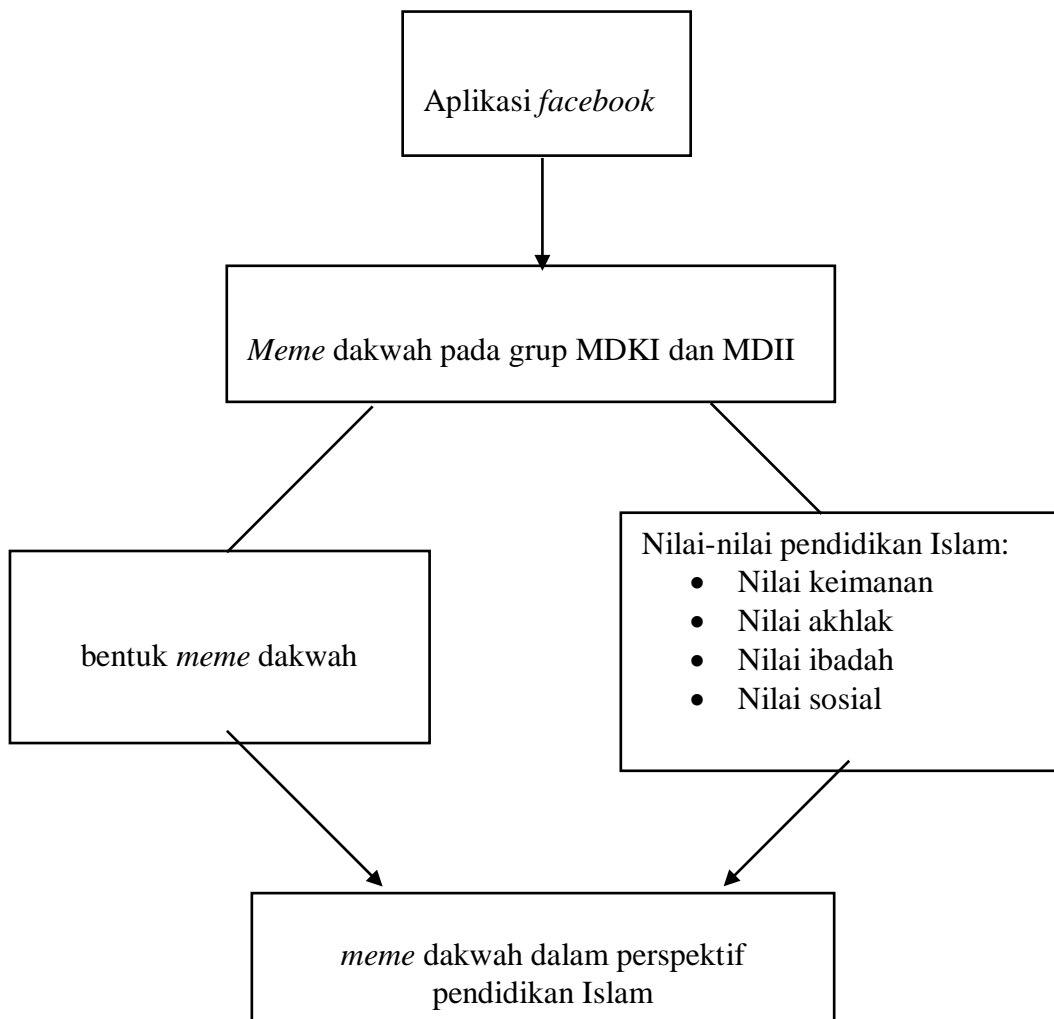 Aplikasi facebook
Meme dakwah pada grup MDKI dan MDII
bentuk meme dakwah
Nilai-nilai pendidikan Islam:
• Nilai keimanan
• Nilai akhlak
• Nilai ibadah
• Nilai sosial
meme dakwah dalam perspektif
pendidikan Islam